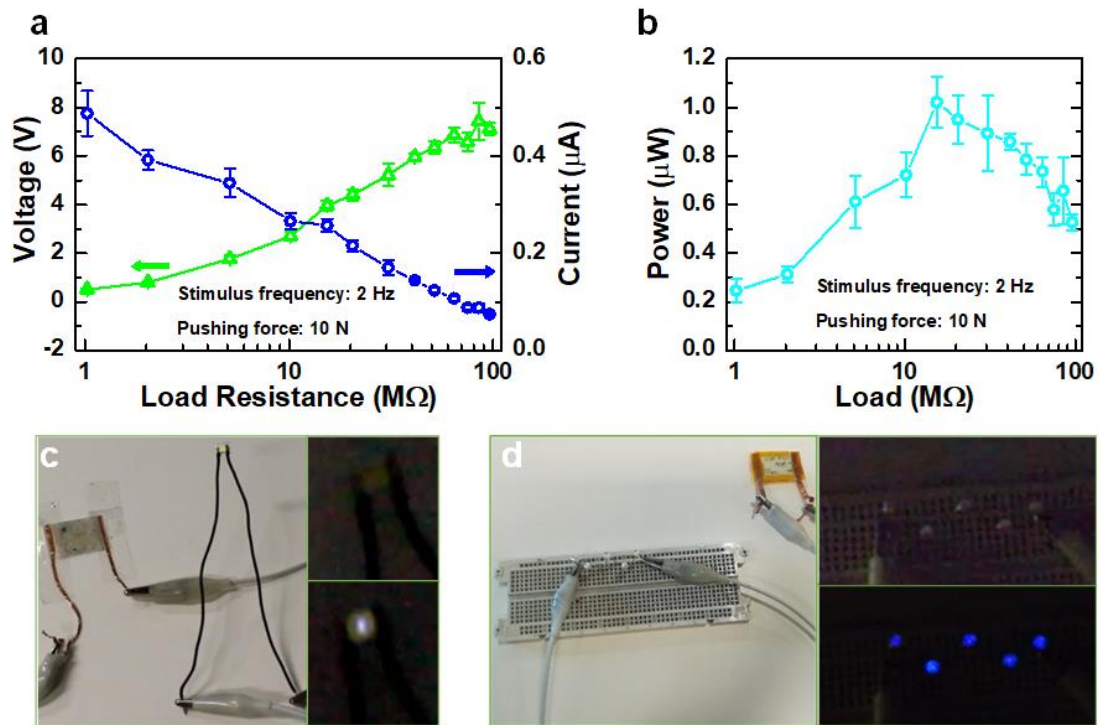 a
10
8
6
4
2
0
-2
Voltage (V)
0.6
0.4
0.2
0.0
Current (μA)
Stimulus frequency: 2 Hz
Pushing force: 10 N
1
10
100
Load Resistance (MΩ)
b
1.2
1.0
0.8
0.6
0.4
0.2
0.0
Power (μW)
Stimulus frequency: 2 Hz
Pushing force: 10 N
1
10
100
Load (MΩ)
c
d